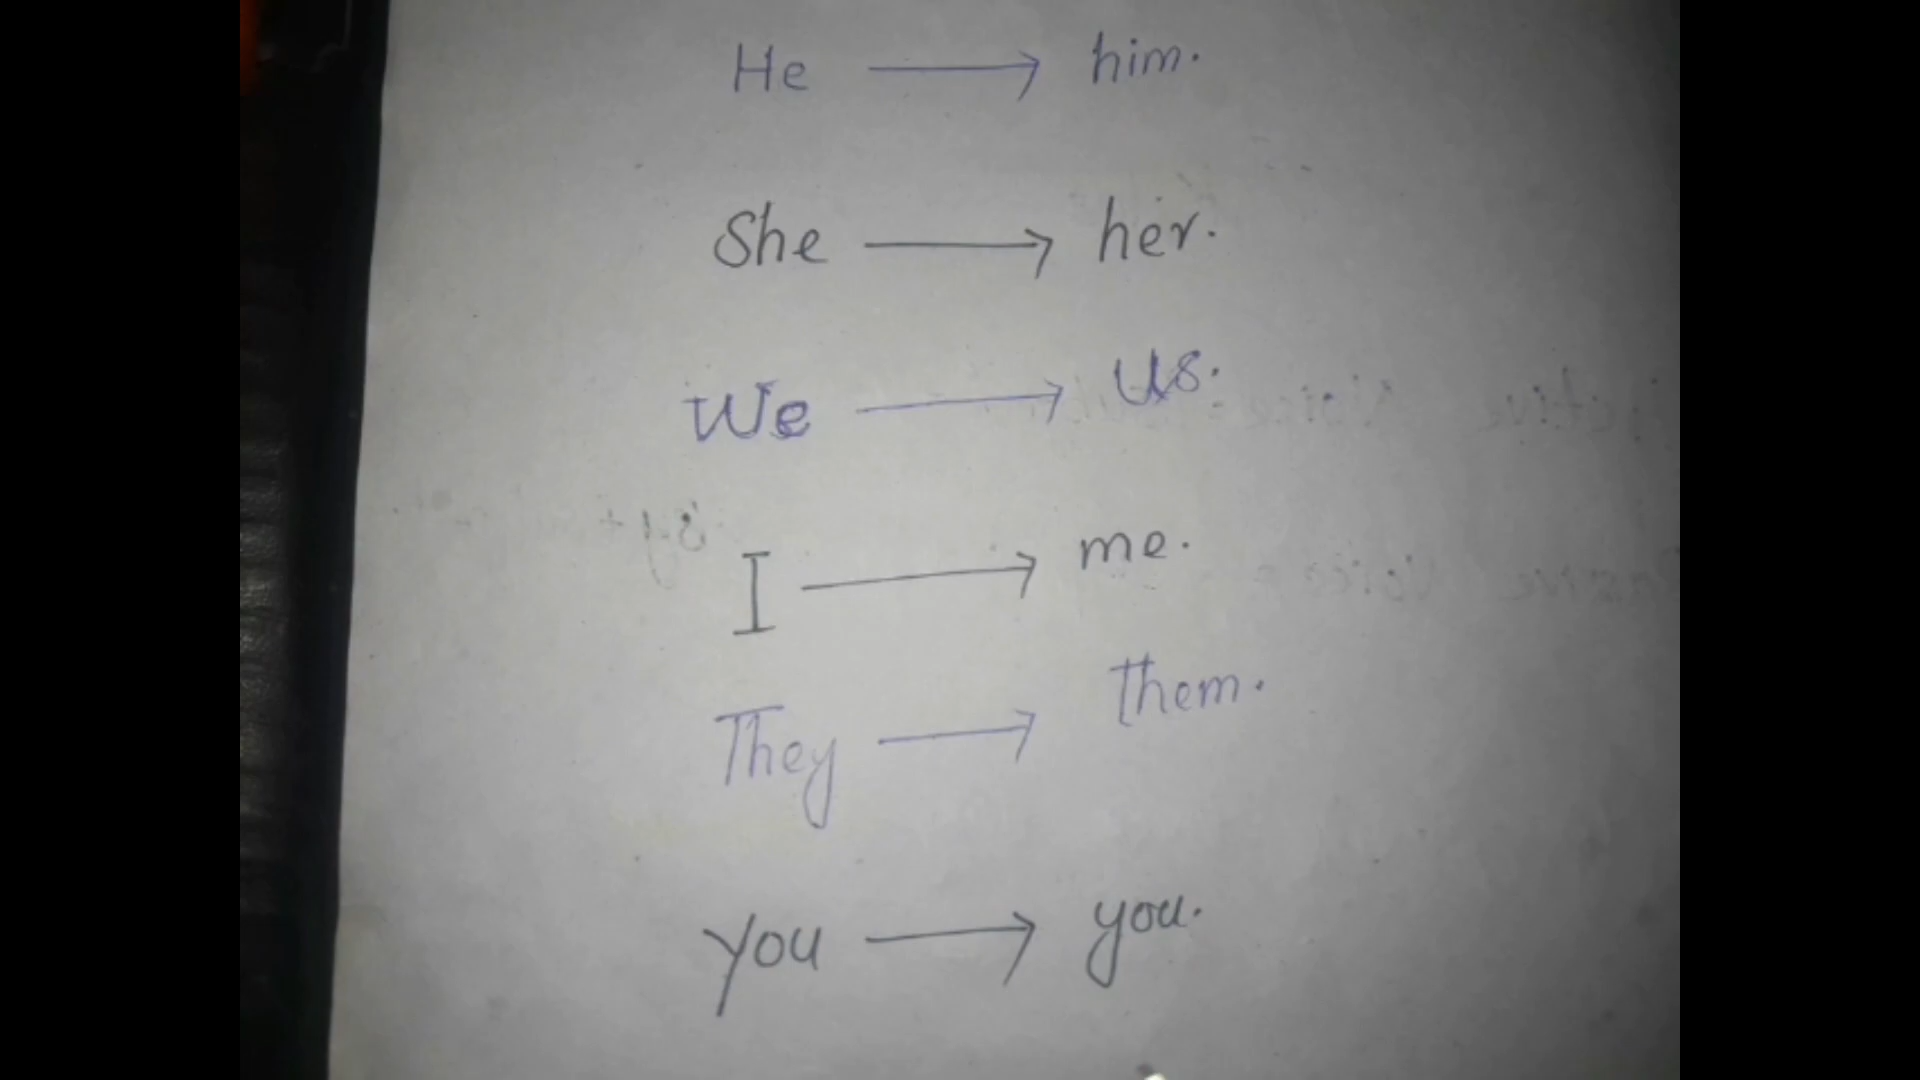 He → him.
She → her.
We → us.
I → me.
They → them.
You → you.